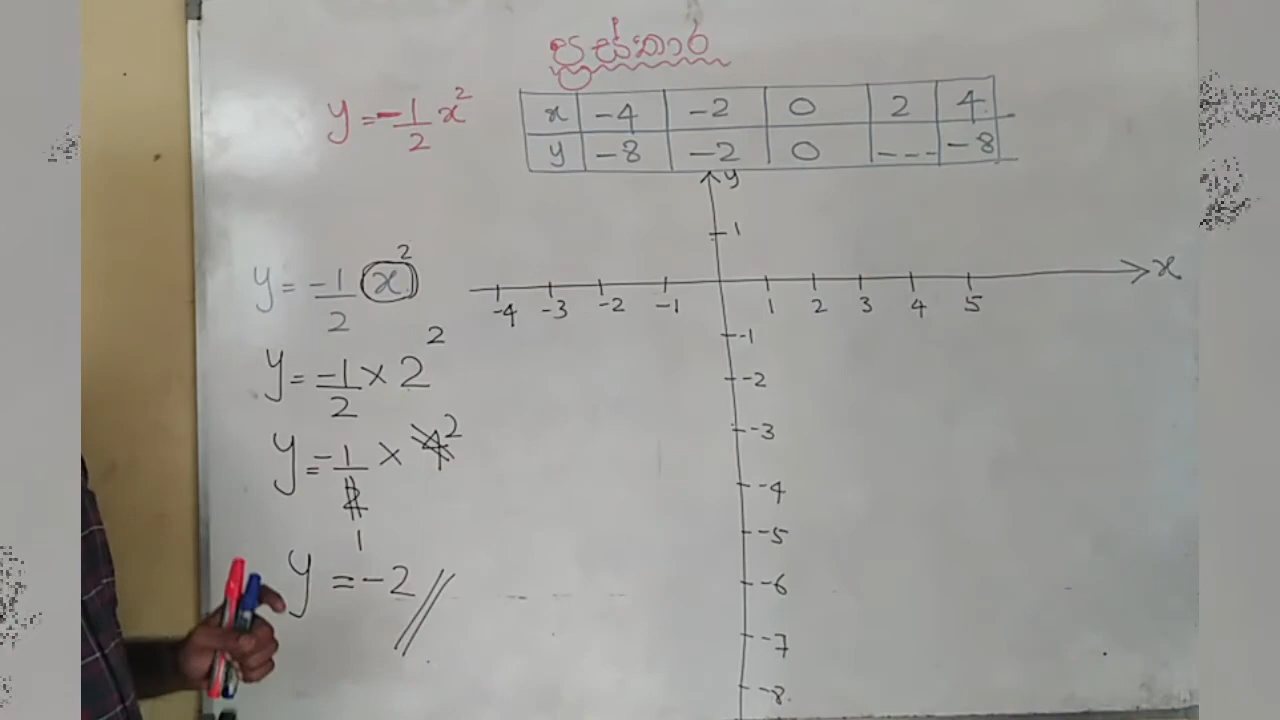 ප්‍රස්තාර
y = -1/2 x²
x -4 -2 0 2 4
y -8 -2 0 --- -8
y
1
x
-4 -3 -2 -1 1 2 3 4 5
-1
-2
-3
-4
-5
-6
-7
-8
y = -1/2 x²
y = -1/2 × 2²
y = -1/2 1 × 4 2
y = -2